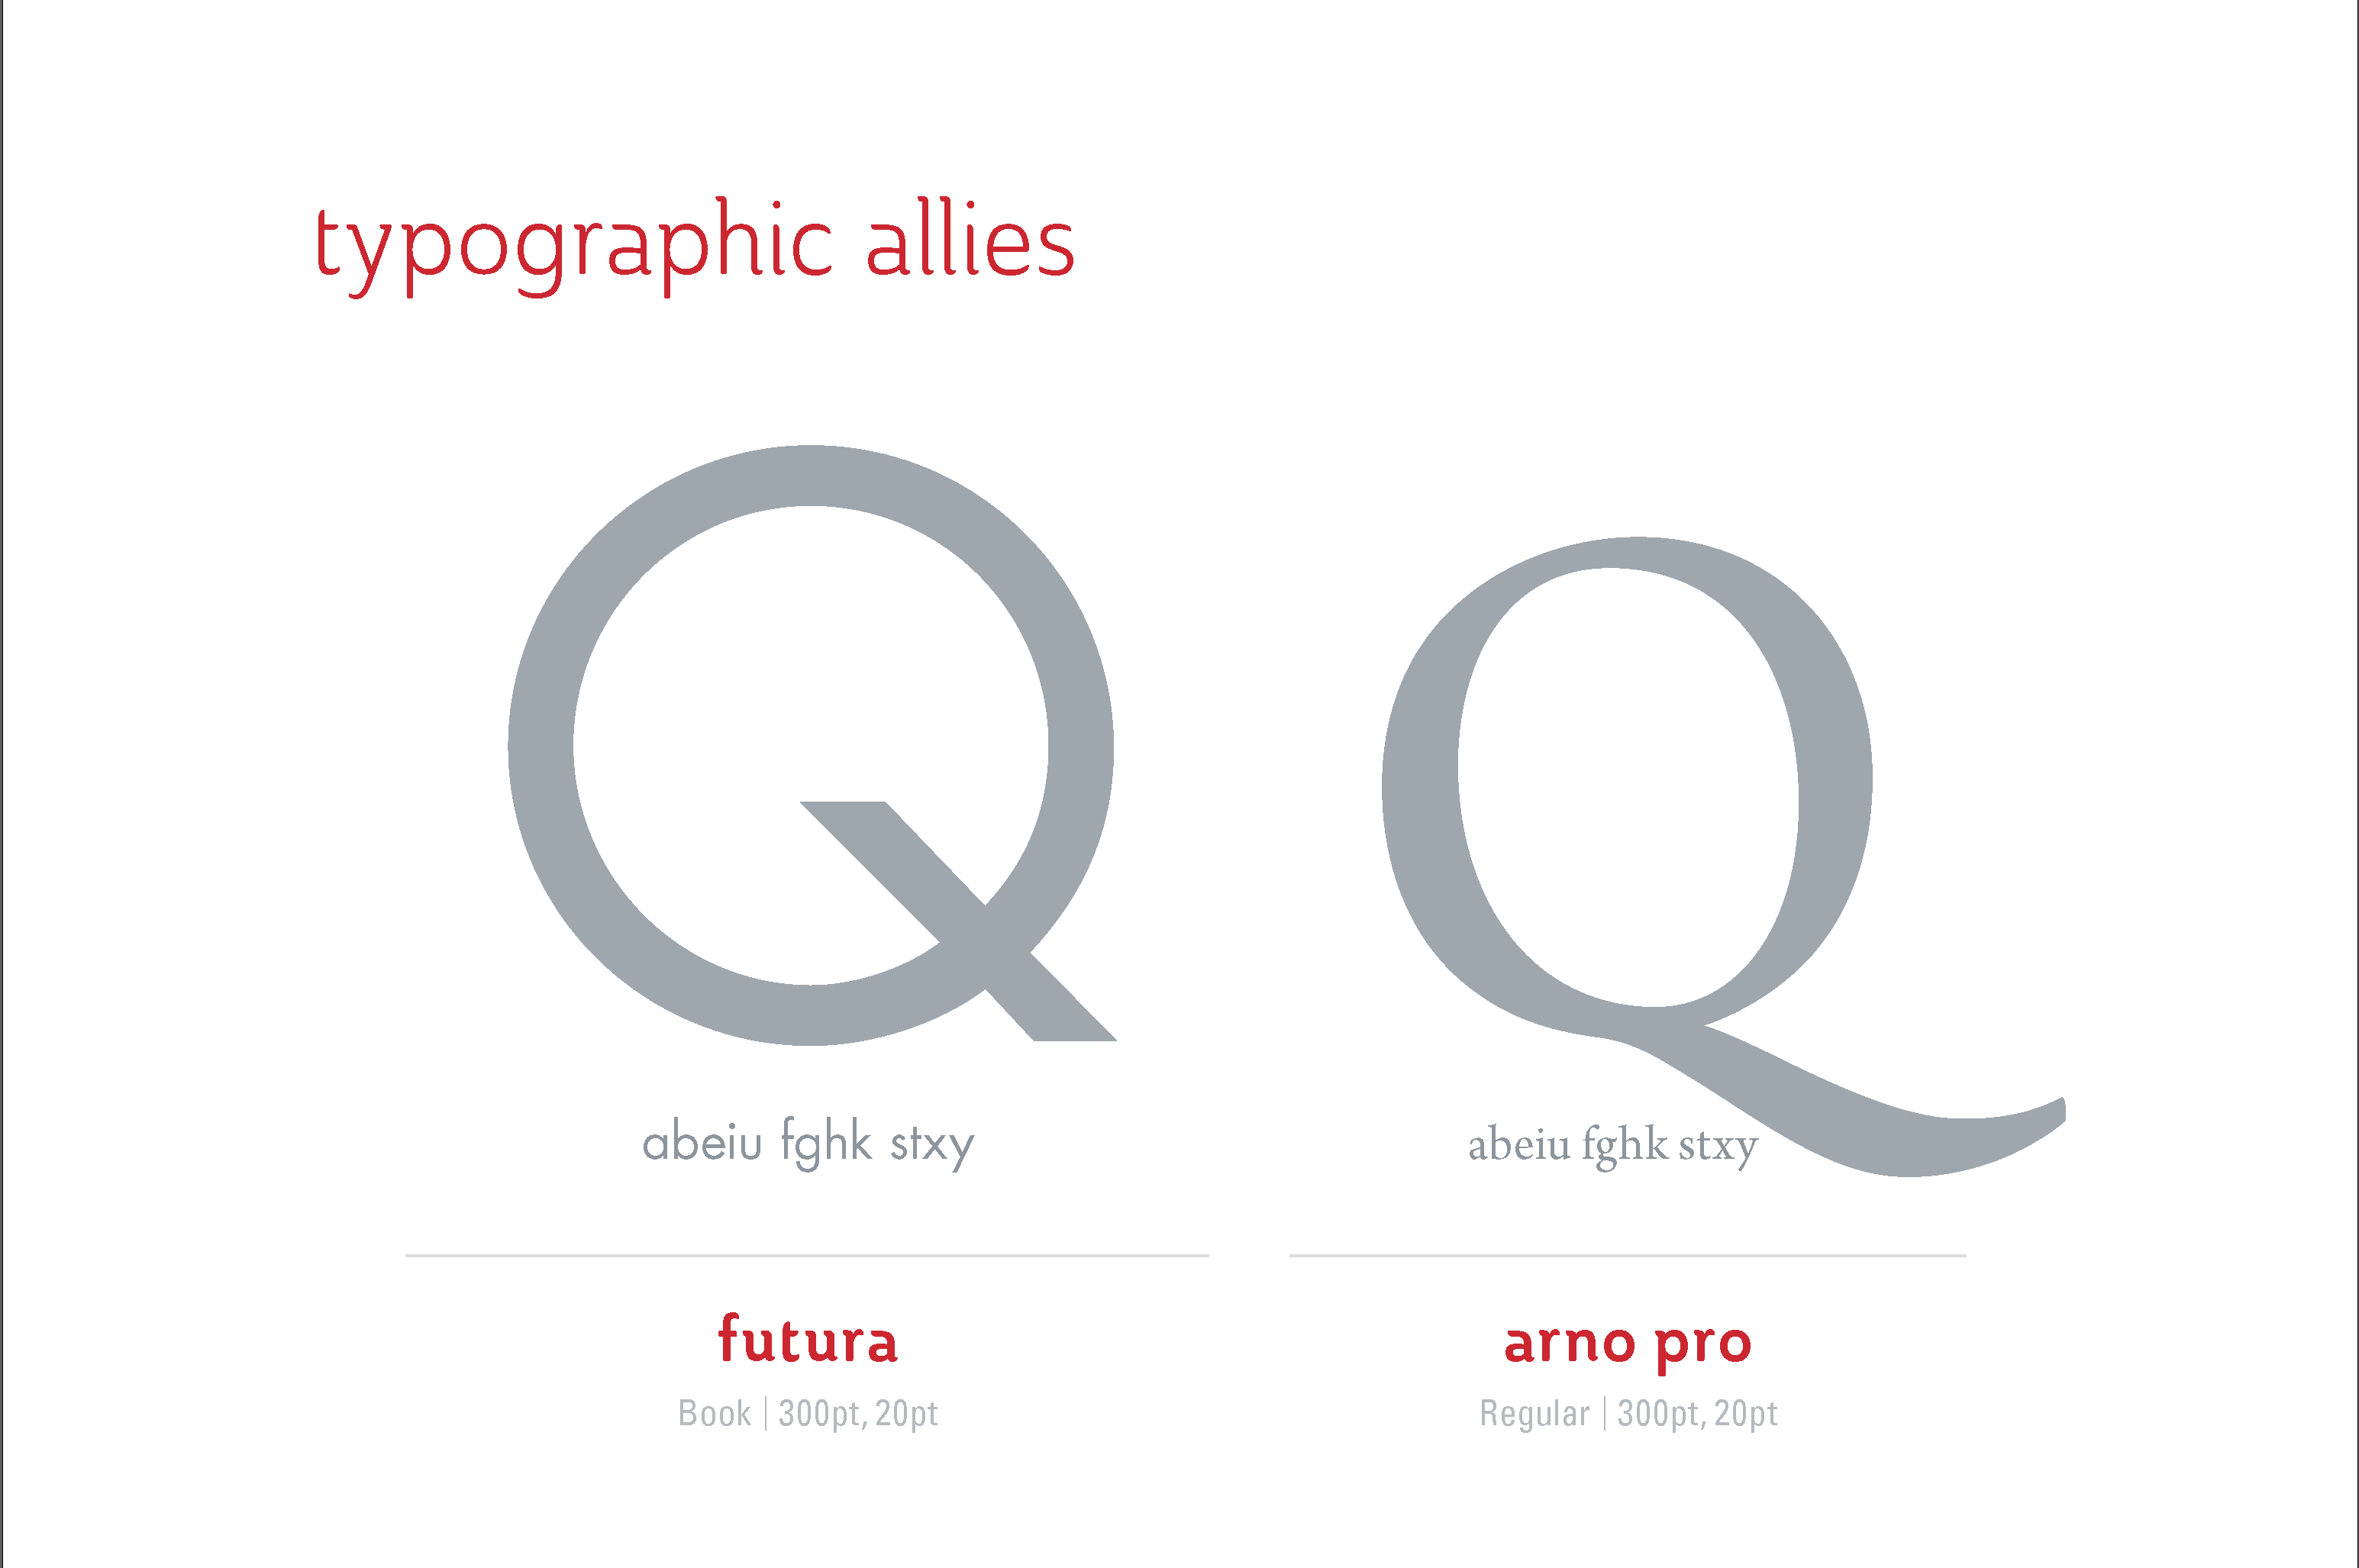 typographic allies
Q Q
abeiu fghk stxy
abeiu fghk stxy
futura
arno pro
Book | 300pt, 20pt
Regular | 300pt, 20pt